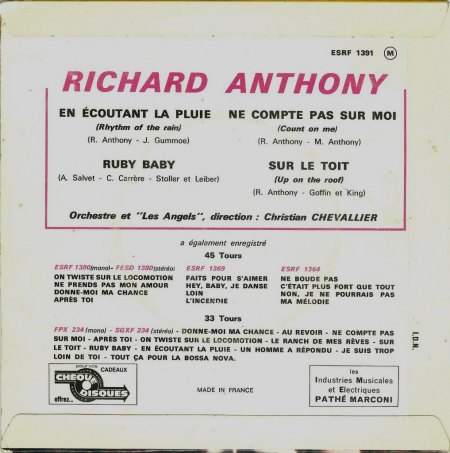 ESRF 1391 M
RICHARD ANTHONY
EN ÉCOUTANT LA PLUIE
(Rhythm of the rain)
(R. Anthony - J. Gummoe)
NE COMPTE PAS SUR MOI
(Count on me)
(R. Anthony - M. Anthony)
RUBY BABY
(A. Salvet - C. Carrère - Stoller et Leiber)
SUR LE TOIT
(Up on the roof)
(R. Anthony - Goffin et King)
Orchestre et "Les Angels", direction : Christian CHEVALLIER
a également enregistré
45 Tours
ESRF 1380(mono) - FESD 1380(stéréo)
ON TWISTE SUR LE LOCOMOTION
NE PRENDS PAS MON AMOUR
DONNE-MOI MA CHANCE
APRÈS TOI
ESRF 1369
FAITS POUR S'AIMER
HEY, BABY, JE DANSE
LOIN
L'INCENDIE
ESRF 1364
NE BOUDE PAS
C'ÉTAIT PLUS FORT QUE TOUT
NON, JE NE POURRAIS PAS
MA MÉLODIE
33 Tours
FPX 234 (mono) - SGXF 234 (stéréo) - DONNE-MOI MA CHANCE - AU REVOIR - NE COMPTE PAS
SUR MOI - APRÈS TOI - ON TWISTE SUR LE LOCOMOTION - LE RANCH DE MES RÊVES - SUR
LE TOIT - RUBY BABY - EN ÉCOUTANT LA PLUIE - UN HOMME A RÉPONDU - JE SUIS TROP
LOIN DE TOI - TOUT ÇA POUR LA BOSSA NOVA.
I.D.N.
pour vos CADEAUX
CHEQU'
DISQUES
offrez...
MADE IN FRANCE
les
Industries Musicales
et Electriques
PATHÉ MARCONI